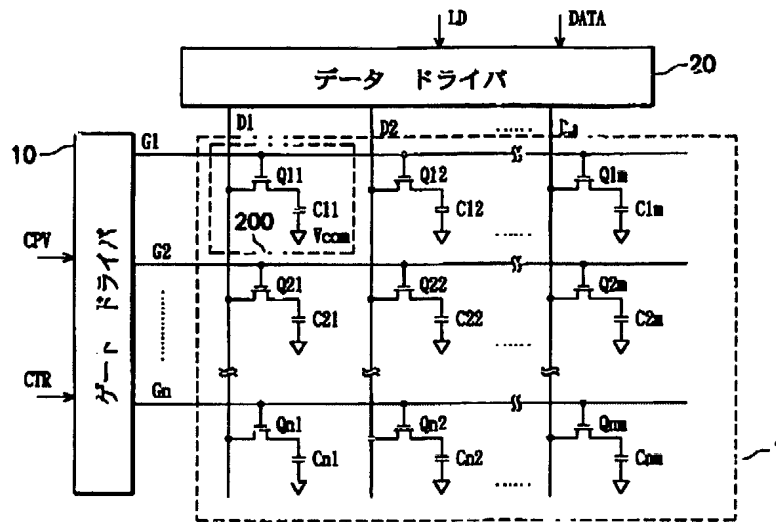 LD DATA
データ ドライバ 20
D1 D2
10 G1
Q11 Q12 Q1m
C11 C12 C1m
200 Vcom
CPV
G2
Q21 Q22 Q2m
C21 C22 C2m
ゲート ドライバ
CTR
Gn
Qn1 Qn2 Qnm
Cn1 Cn2 Cnm